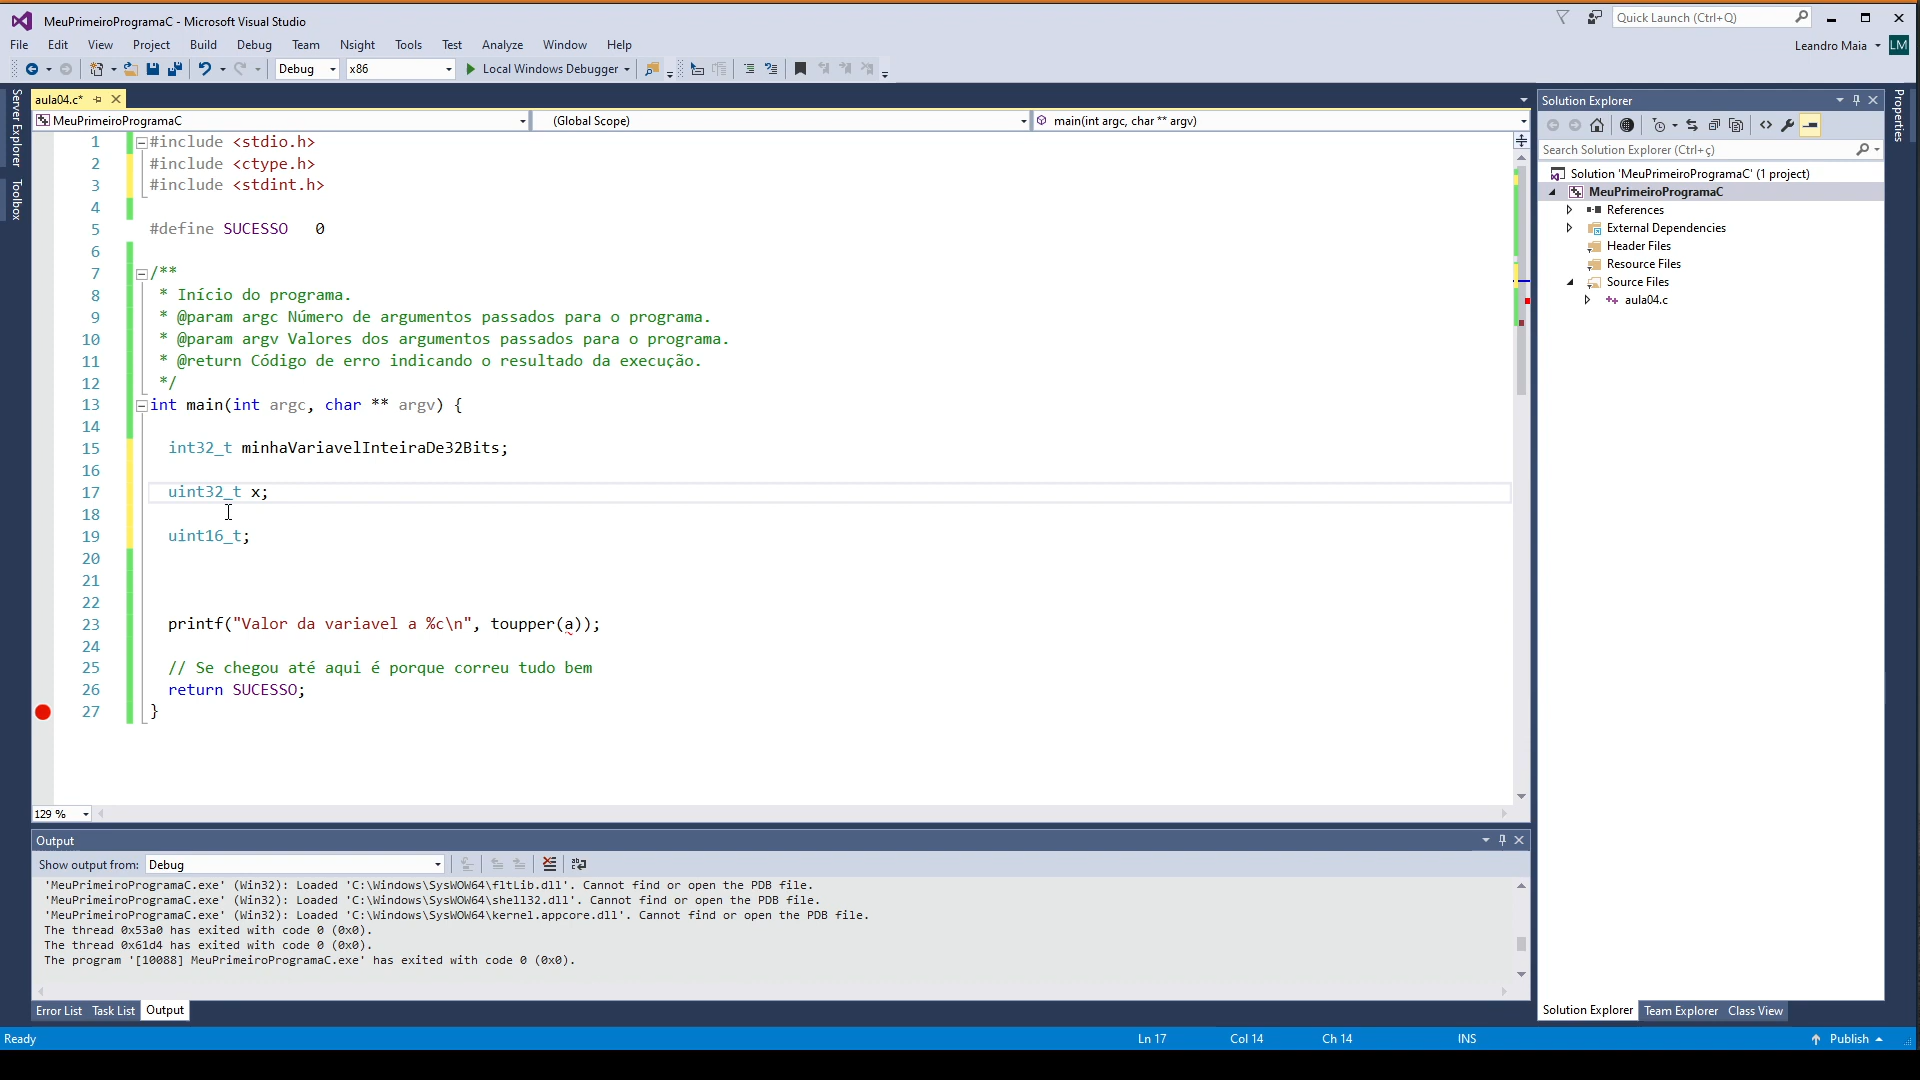 MeuPrimeiroProgramaC - Microsoft Visual Studio
Quick Launch (Ctrl+Q)
File Edit View Project Build Debug Team Nsight Tools Test Analyze Window Help
Leandro Maia LM
Debug x86 Local Windows Debugger
Server Explorer
Toolbox
aula04.c*
MeuPrimeiroProgramaC (Global Scope) main(int argc, char ** argv)
1 #include <stdio.h>
2 #include <ctype.h>
3 #include <stdint.h>
4
5 #define SUCESSO 0
6
7 /**
8 * Início do programa.
9 * @param argc Número de argumentos passados para o programa.
10 * @param argv Valores dos argumentos passados para o programa.
11 * @return Código de erro indicando o resultado da execução.
12 */
13 int main(int argc, char ** argv) {
14
15 int32_t minhaVariavelInteiraDe32Bits;
16
17 uint32_t x;
18
19 uint16_t;
20
21
22
23 printf("Valor da variavel a %c\n", toupper(a));
24
25 // Se chegou até aqui é porque correu tudo bem
26 return SUCESSO;
27 }
129 %
Output
Show output from: Debug
'MeuPrimeiroProgramaC.exe' (Win32): Loaded 'C:\Windows\SysWOW64\fltLib.dll'. Cannot find or open the PDB file.
'MeuPrimeiroProgramaC.exe' (Win32): Loaded 'C:\Windows\SysWOW64\shell32.dll'. Cannot find or open the PDB file.
'MeuPrimeiroProgramaC.exe' (Win32): Loaded 'C:\Windows\SysWOW64\kernel.appcore.dll'. Cannot find or open the PDB file.
The thread 0x53a0 has exited with code 0 (0x0).
The thread 0x61d4 has exited with code 0 (0x0).
The program '[10088] MeuPrimeiroProgramaC.exe' has exited with code 0 (0x0).
Error List Task List Output
Solution Explorer
Search Solution Explorer (Ctrl+ç)
Solution 'MeuPrimeiroProgramaC' (1 project)
MeuPrimeiroProgramaC
References
External Dependencies
Header Files
Resource Files
Source Files
aula04.c
Solution Explorer Team Explorer Class View
Properties
Ready Ln 17 Col 14 Ch 14 INS Publish